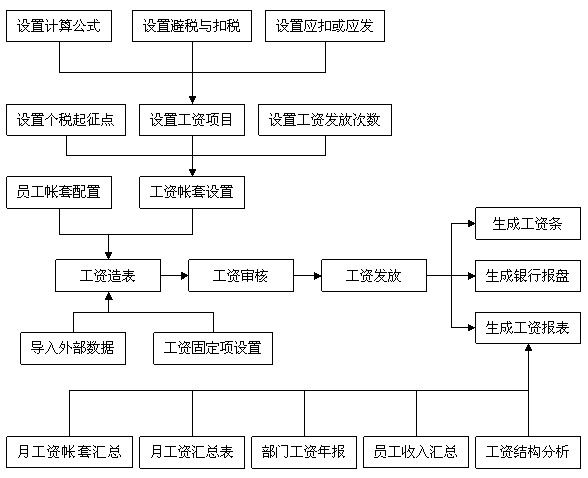 设置计算公式
设置避税与扣税
设置应扣或应发
设置个税起征点
设置工资项目
设置工资发放次数
员工帐套配置
工资帐套设置
生成工资条
工资造表
工资审核
工资发放
生成银行报盘
生成工资报表
导入外部数据
工资固定项设置
月工资帐套汇总
月工资汇总表
部门工资年报
员工收入汇总
工资结构分析